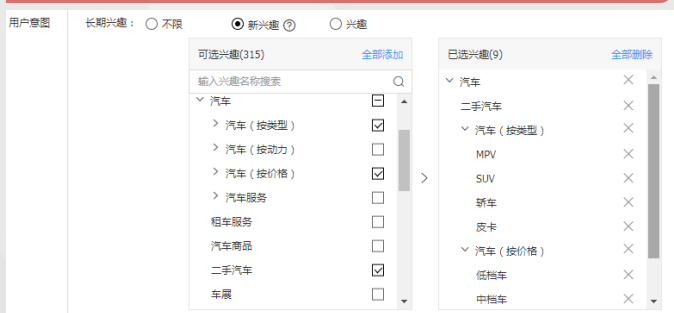 用户意图
长期兴趣： 不限 新兴趣 ? 兴趣
可选兴趣(315) 全部添加
输入兴趣名称搜索
汽车
汽车（按类型）
汽车（按动力）
汽车（按价格）
汽车服务
租车服务
汽车商品
二手汽车
车展
已选兴趣(9) 全部删除
汽车
二手汽车
汽车（按类型）
MPV
SUV
轿车
皮卡
汽车（按价格）
低档车
中档车